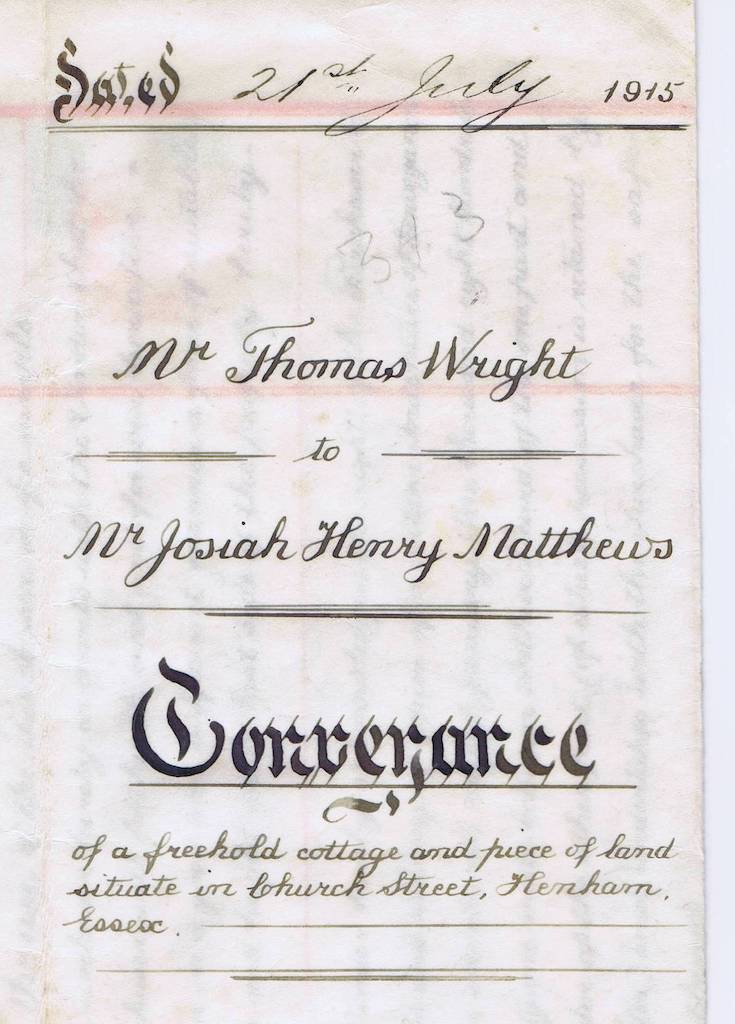 Dated 21st July 1915
313
Mr Thomas Wright
to
Mr Josiah Henry Matthews
Conveyance
of a freehold cottage and piece of land
situate in Church Street, Henham,
Essex.